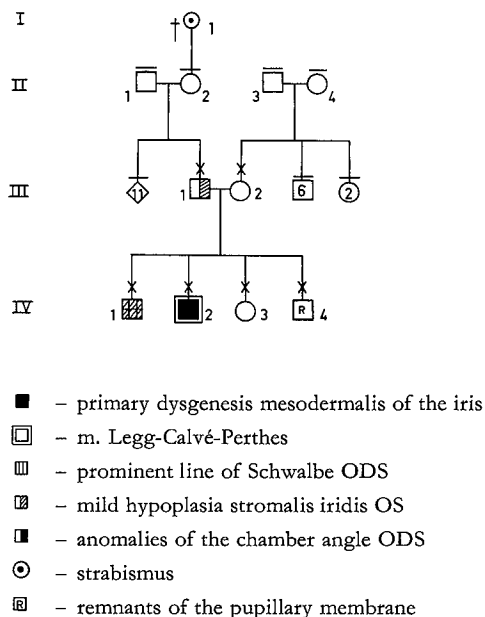 I
† 1
II
1 2 3 4
III
11 1 2 6 2
IV
1 2 3 R 4
– primary dysgenesis mesodermalis of the iris
– m. Legg-Calvé-Perthes
– prominent line of Schwalbe ODS
– mild hypoplasia stromalis iridis OS
– anomalies of the chamber angle ODS
– strabismus
R – remnants of the pupillary membrane